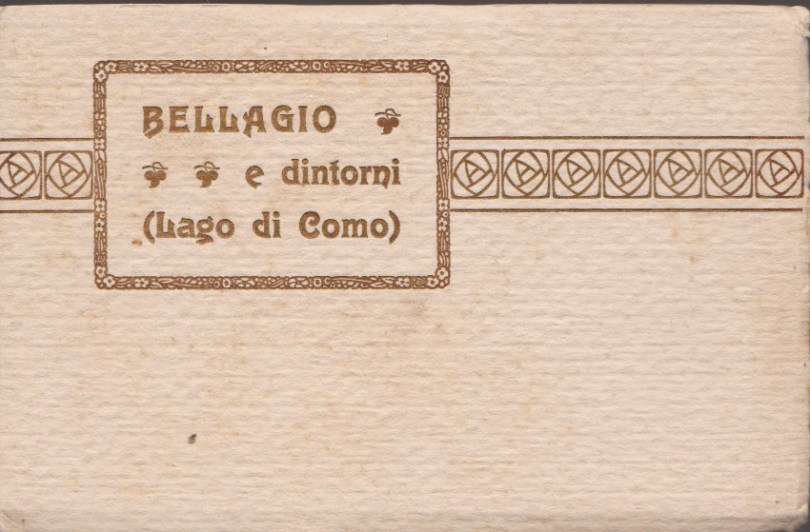 BELLAGIO
e dintorni
(Lago di Como)